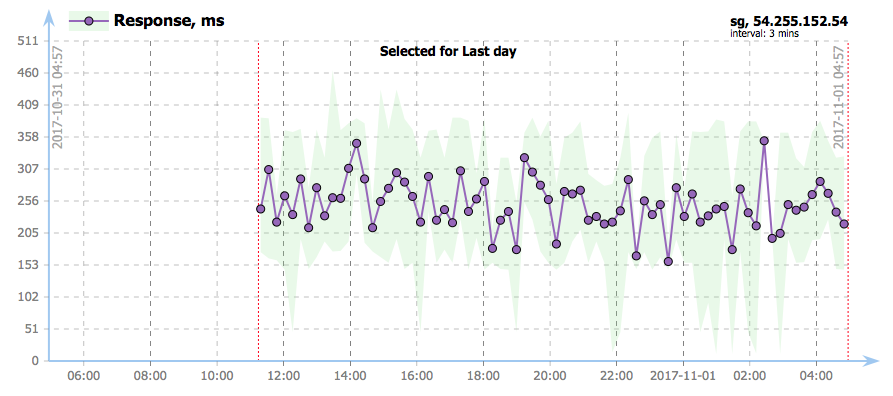 Response, ms
sg, 54.255.152.54
interval: 3 mins
Selected for Last day
2017-10-31 04:57
2017-11-01 04:57
511
460
409
358
307
256
205
153
102
51
0
06:00 08:00 10:00 12:00 14:00 16:00 18:00 20:00 22:00 2017-11-01 02:00 04:00